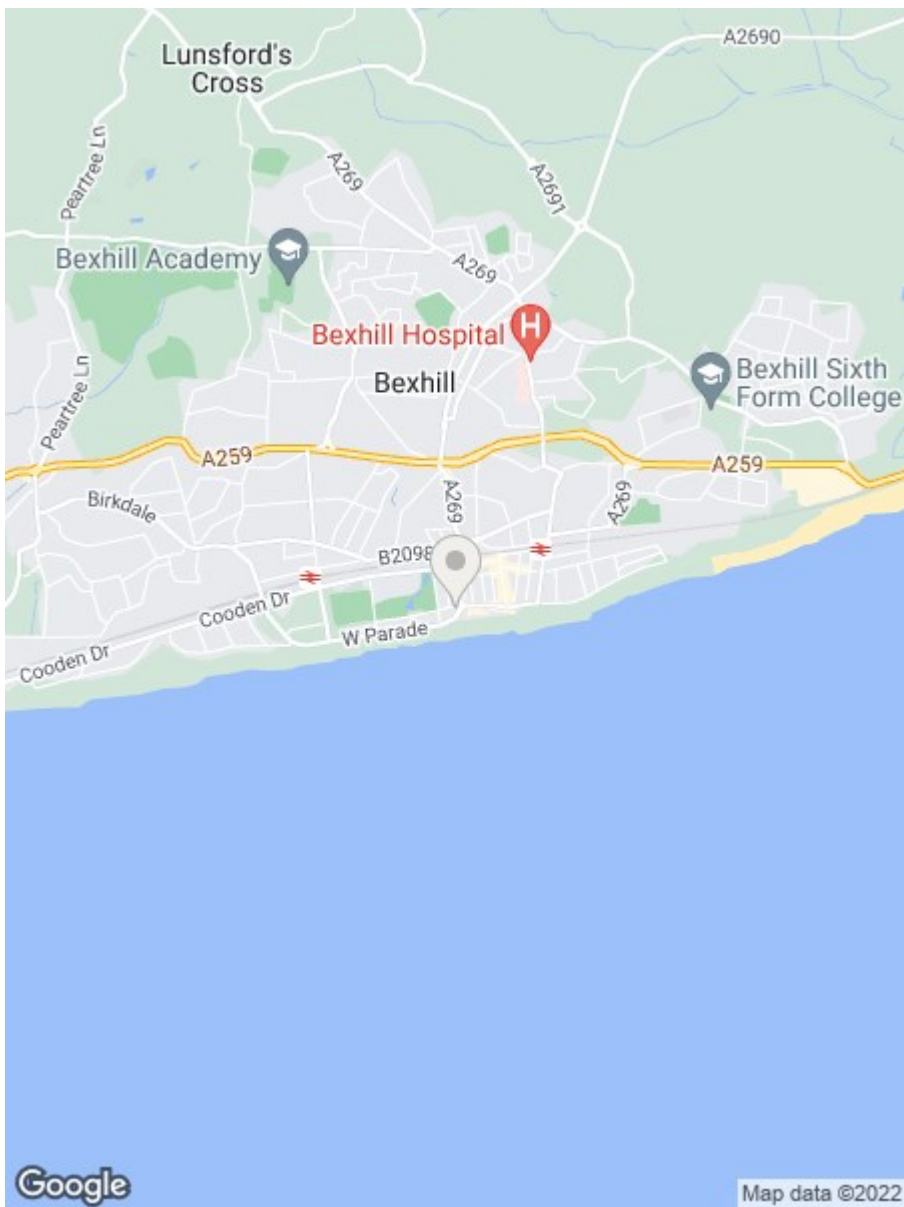 A2690
Lunsford's
Cross
Peartree Ln
A269
A2691
Bexhill Academy
A269
Bexhill Hospital
H
Bexhill
Bexhill Sixth
Form College
Peartree Ln
A259
A259
Birkdale
A269
A269
B2098
Cooden Dr
W Parade
Cooden Dr
Google
Map data ©2022